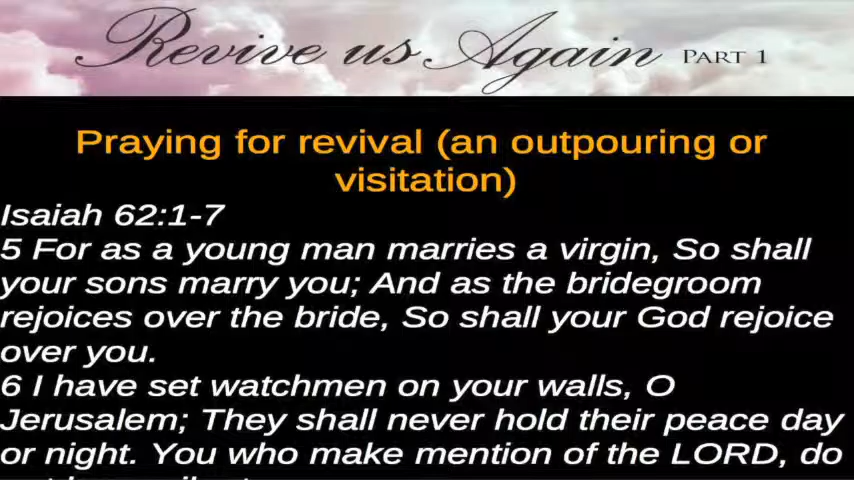 Revive us Again PART 1
Praying for revival (an outpouring or
visitation)
Isaiah 62:1-7
5 For as a young man marries a virgin, So shall
your sons marry you; And as the bridegroom
rejoices over the bride, So shall your God rejoice
over you.
6 I have set watchmen on your walls, O
Jerusalem; They shall never hold their peace day
or night. You who make mention of the LORD, do